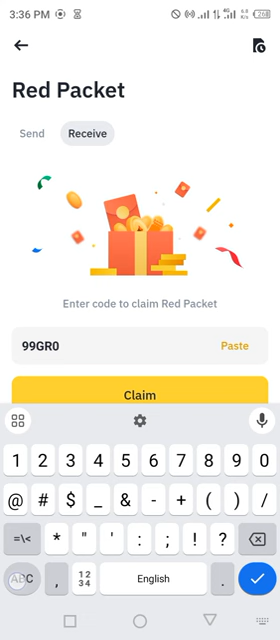 3:36 PM
Red Packet
Send Receive
Enter code to claim Red Packet
99GR0 Paste
Claim
1 2 3 4 5 6 7 8 9 0
@ # $ _ & - + ( ) /
=\< * " ' : ; ! ?
ABC , 1 2 3 4 English .